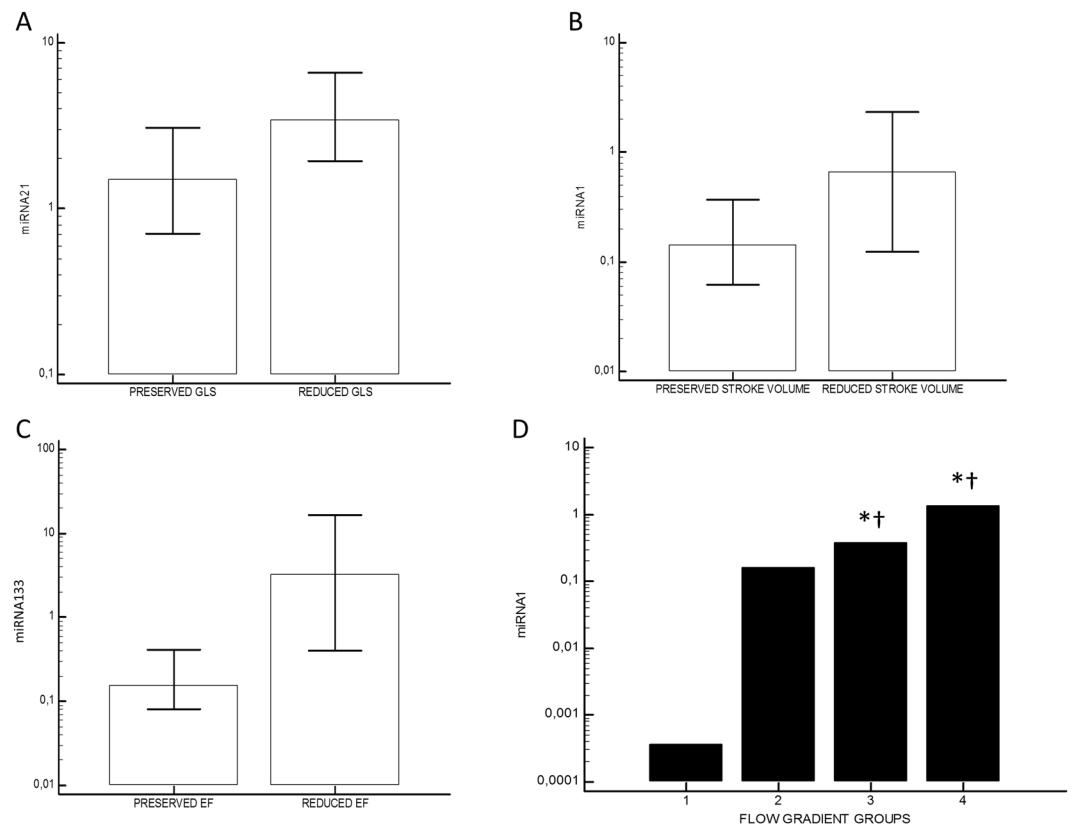 A
10
1
0,1
miRNA21
PRESERVED GLS
REDUCED GLS
B
10
1
0,1
0,01
miRNA1
PRESERVED STROKE VOLUME
REDUCED STROKE VOLUME
C
100
10
1
0,1
0,01
miRNA133
PRESERVED EF
REDUCED EF
D
10
1
0,1
0,01
0,001
0,0001
miRNA1
*†
*†
1
2
3
4
FLOW GRADIENT GROUPS